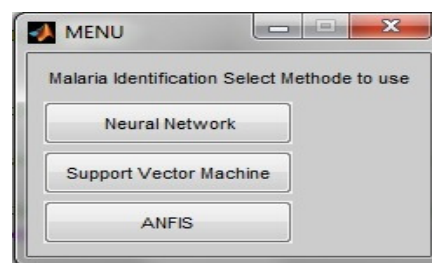 MENU
Malaria Identification Select Methode to use
Neural Network
Support Vector Machine
ANFIS